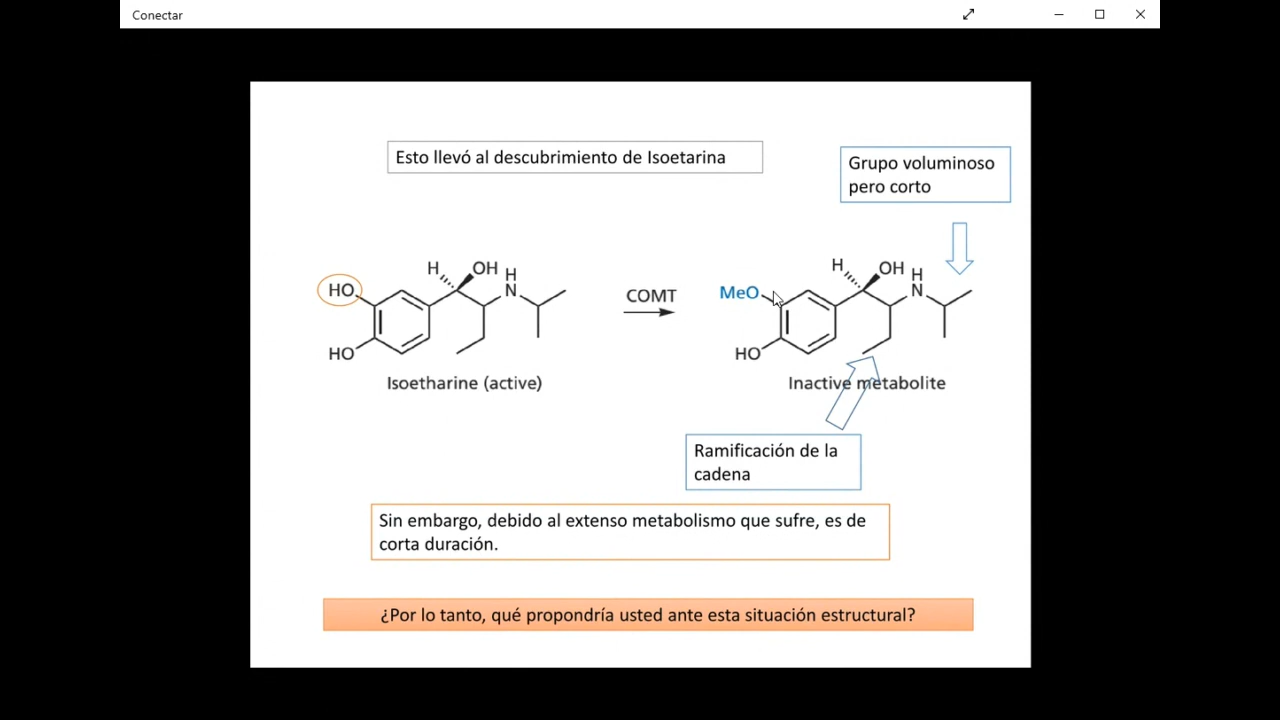 Conectar
Esto llevó al descubrimiento de Isoetarina
Grupo voluminoso
pero corto
H
OH
H
N
HO
HO
Isoetharine (active)
COMT
H
OH
H
N
MeO
HO
Inactive metabolite
Ramificación de la
cadena
Sin embargo, debido al extenso metabolismo que sufre, es de
corta duración.
¿Por lo tanto, qué propondría usted ante esta situación estructural?